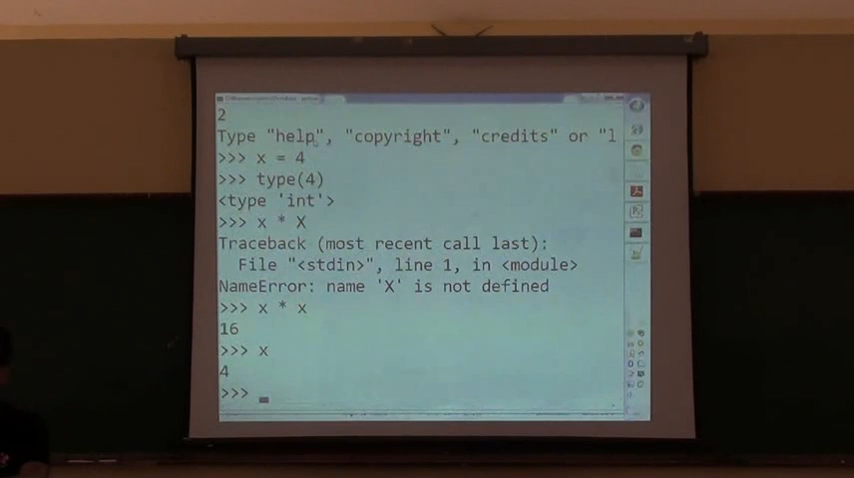 2
Type "help", "copyright", "credits" or "l
>>> x = 4
>>> type(4)
<type 'int'>
>>> x * X
Traceback (most recent call last):
  File "<stdin>", line 1, in <module>
NameError: name 'X' is not defined
>>> x * x
16
>>> x
4
>>> _